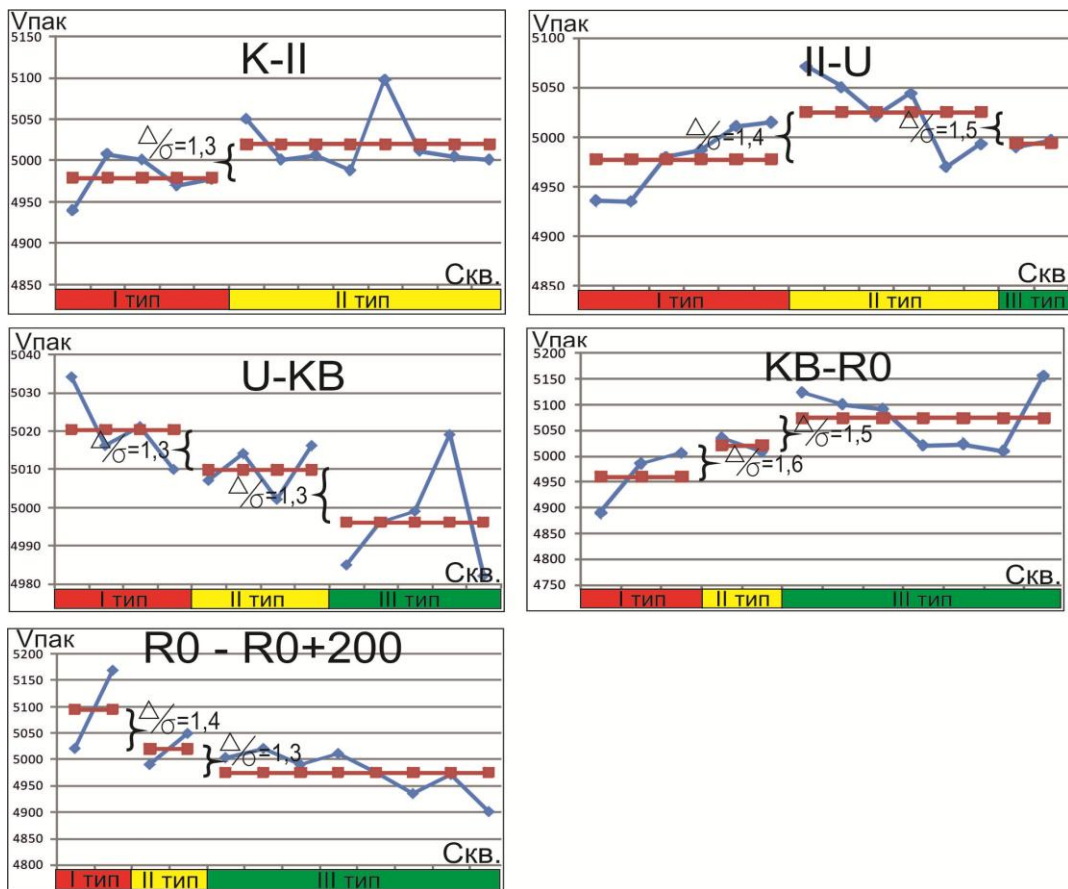 Vпак
K-II
5150
5100
5050
5000
4950
4900
4850
△/σ=1,3
Скв.
I тип
II тип
Vпак
II-U
5100
5050
5000
4950
4900
4850
△/σ=1,4
△/σ=1,5
Скв.
I тип
II тип
III тип
Vпак
U-KB
5040
5030
5020
5010
5000
4990
4980
△/σ=1,3
△/σ=1,3
Скв.
I тип
II тип
III тип
Vпак
KB-R0
5200
5150
5100
5050
5000
4950
4900
4850
4800
4750
△/σ=1,6
△/σ=1,5
Скв.
I тип
II тип
III тип
Vпак
R0 - R0+200
5200
5150
5100
5050
5000
4950
4900
4850
4800
△/σ=1,4
△/σ=1,3
Скв.
I тип
II тип
III тип